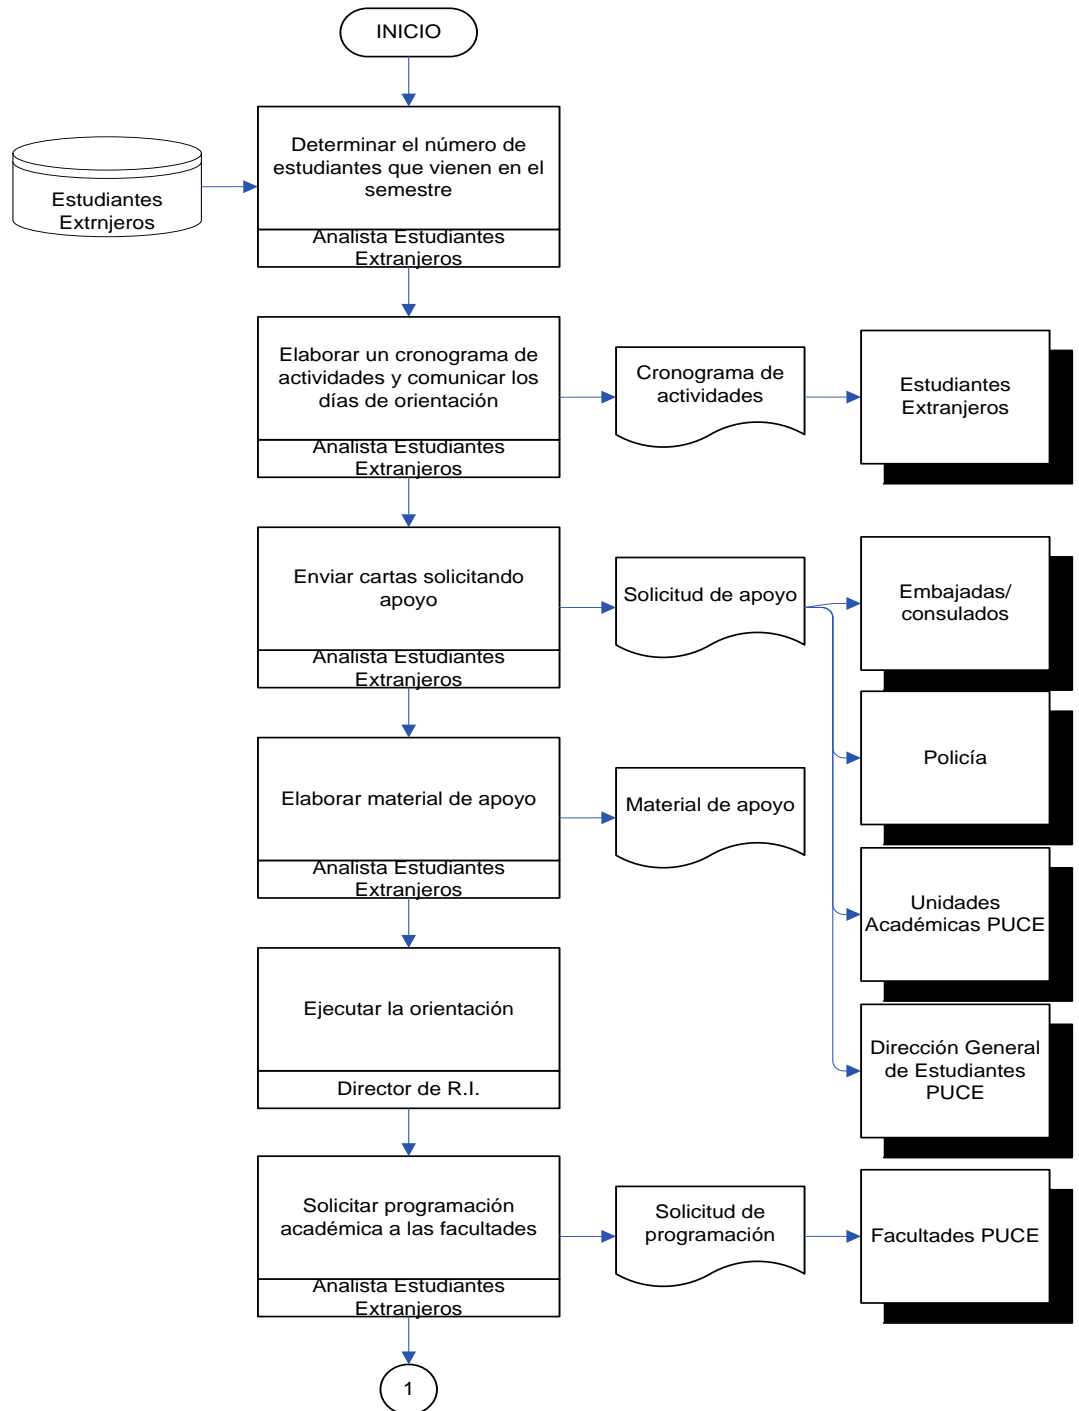 INICIO
Determinar el número de
estudiantes que vienen en el
semestre
Analista Estudiantes
Extranjeros
Estudiantes
Extrnjeros
Elaborar un cronograma de
actividades y comunicar los
días de orientación
Analista Estudiantes
Extranjeros
Cronograma de
actividades
Estudiantes
Extranjeros
Enviar cartas solicitando
apoyo
Analista Estudiantes
Extranjeros
Solicitud de apoyo
Embajadas/
consulados
Policía
Unidades
Académicas PUCE
Dirección General
de Estudiantes
PUCE
Elaborar material de apoyo
Analista Estudiantes
Extranjeros
Material de apoyo
Ejecutar la orientación
Director de R.I.
Solicitar programación
académica a las facultades
Analista Estudiantes
Extranjeros
Solicitud de
programación
Facultades PUCE
1